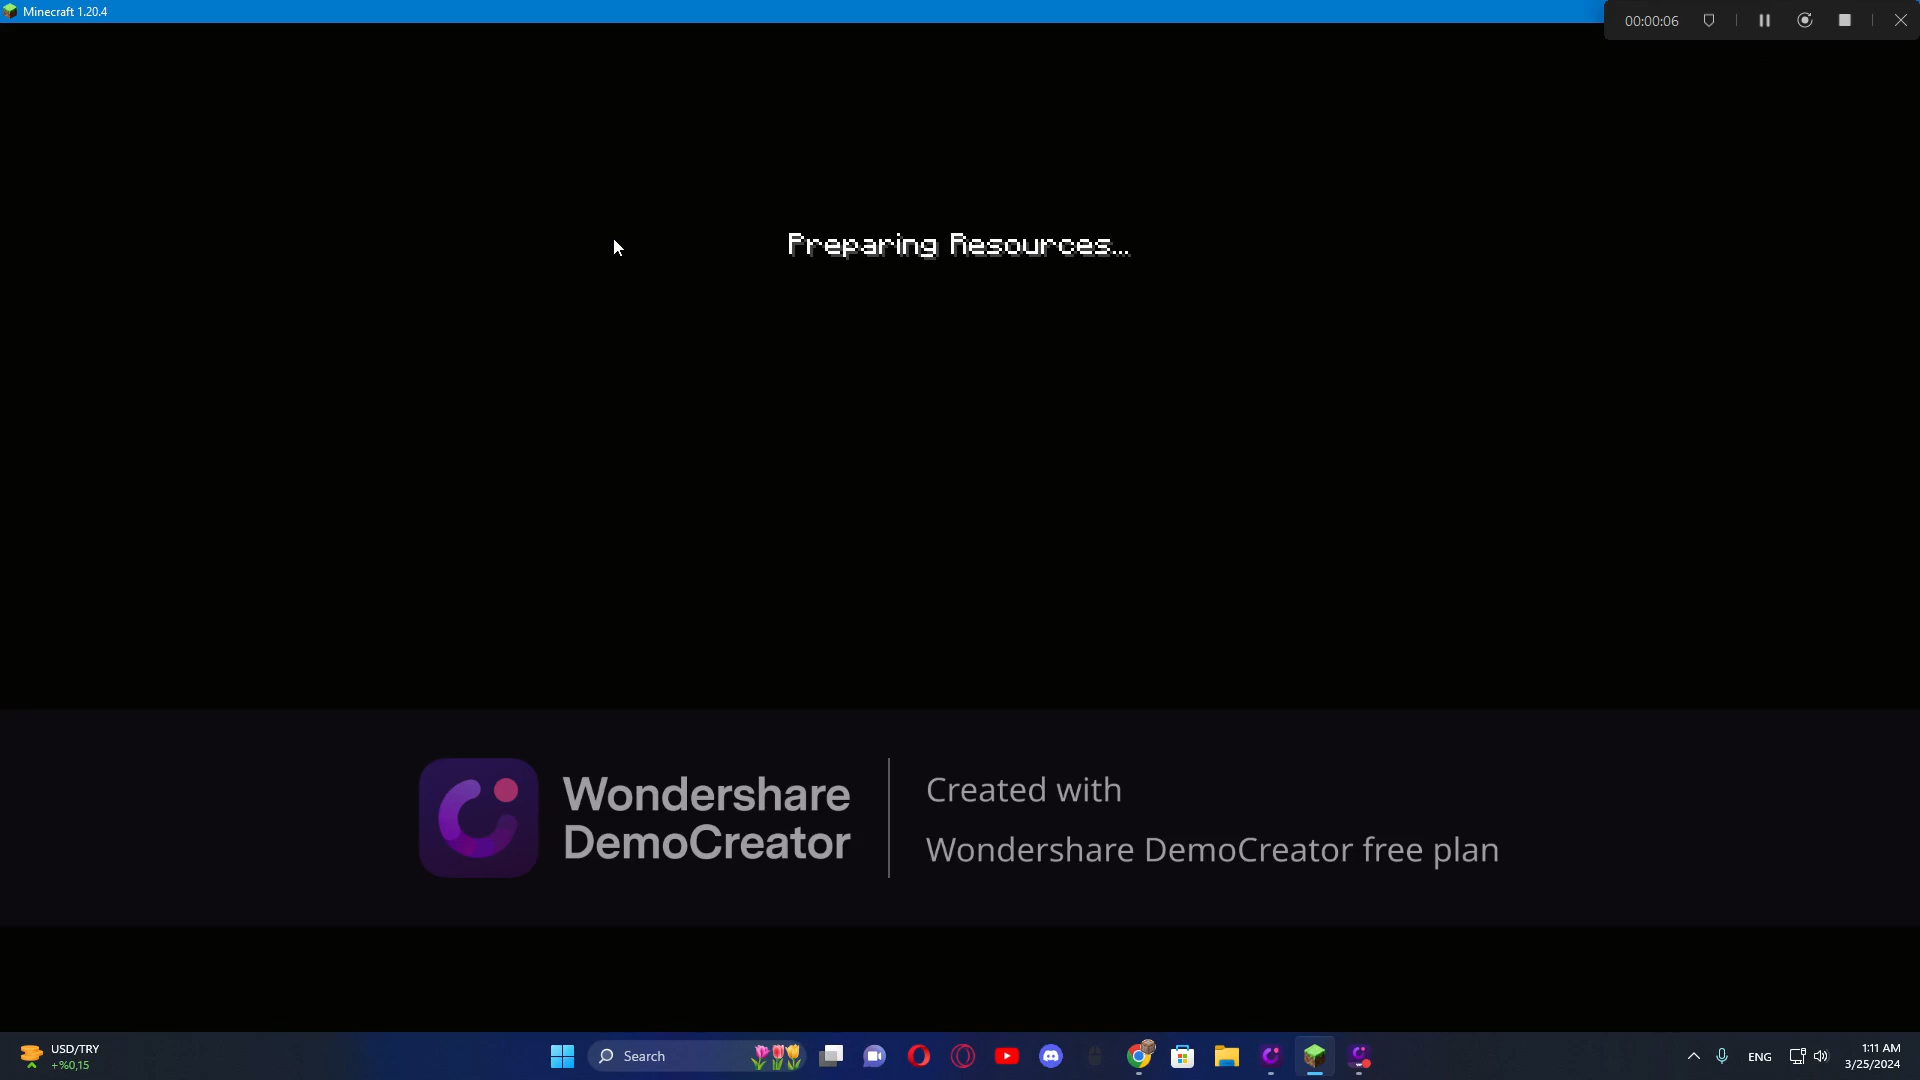 Minecraft 1.20.4
00:00:06
Preparing Resources...
Wondershare
DemoCreator
Created with
Wondershare DemoCreator free plan
USD/TRY
+%0,15
Search
ENG
1:11 AM
3/25/2024